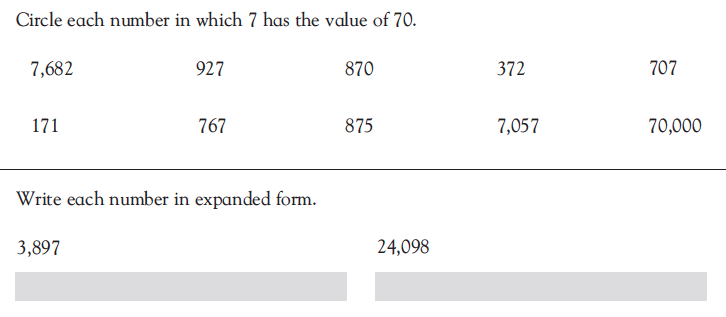 Circle each number in which 7 has the value of 70.
7,682 927 870 372 707
171 767 875 7,057 70,000
Write each number in expanded form.
3,897 24,098